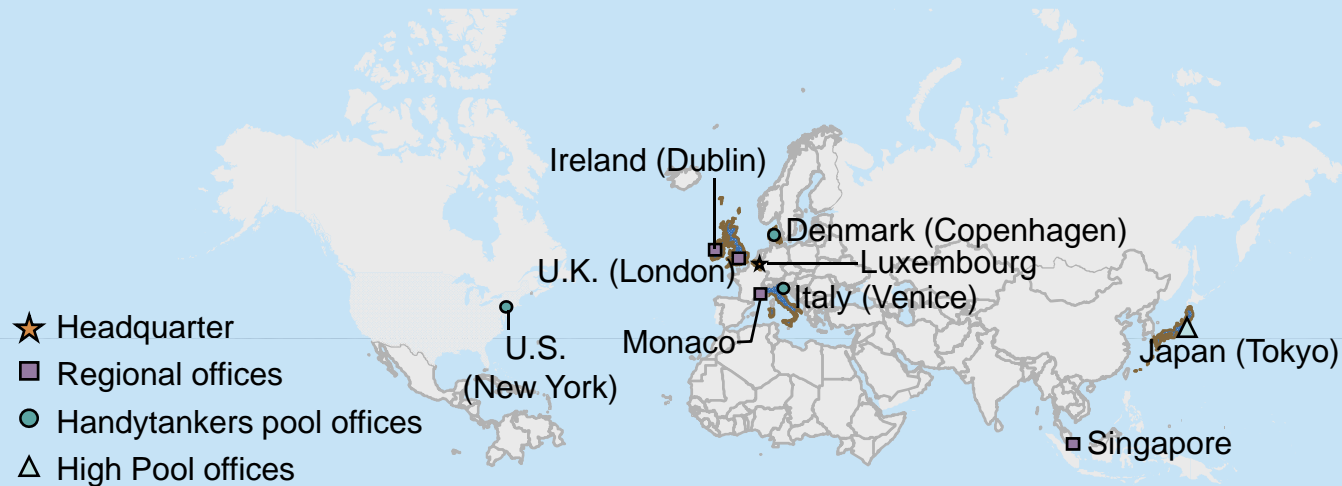 Ireland (Dublin)
Denmark (Copenhagen)
Luxembourg
U.K. (London)
Italy (Venice)
Headquarter
Monaco
U.S.
(New York)
Japan (Tokyo)
Regional offices
Handytankers pool offices
Singapore
High Pool offices